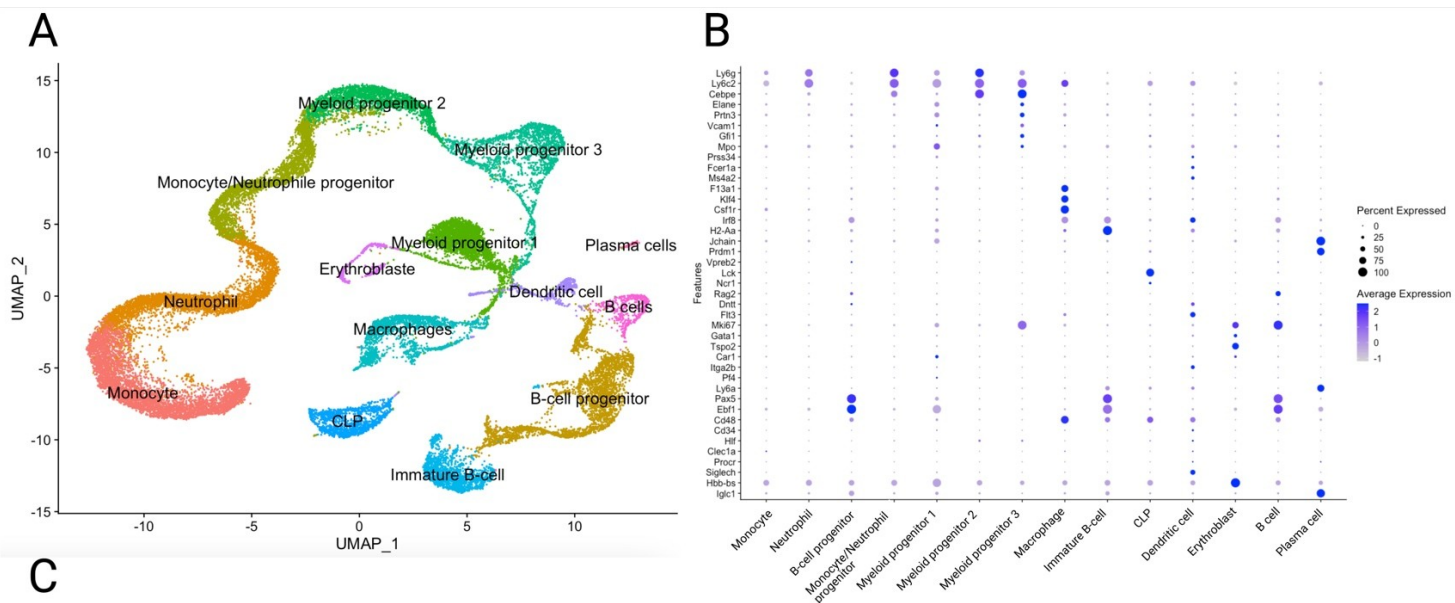 A
B
UMAP_2
15
10
5
0
-5
-10
-15
-10
-5
0
5
10
UMAP_1
Myeloid progenitor 2
Myeloid progenitor 3
Monocyte/Neutrophile progenitor
Myeloid progenitor 1
Plasma cells
Erythroblaste
Dendritic cell
Neutrophil
B cells
Macrophages
Monocyte
B-cell progenitor
CLP
Immature B-cell
Features
Ly6g
Ly6c2
Cebpe
Elane
Prtn3
Vcam1
Gfi1
Mpo
Prss34
Fcer1a
Ms4a2
F13a1
Klf4
Csf1r
Irf8
H2-Aa
Jchain
Prdm1
Vpreb2
Lck
Ncr1
Rag2
Dntt
Flt3
Mki67
Gata1
Tspo2
Car1
Itga2b
Pf4
Ly6a
Pax5
Ebf1
Cd48
Cd34
Hlf
Clec1a
Procr
Siglech
Hbb-bs
Iglc1
Monocyte
Neutrophil
B-cell progenitor
Monocyte/Neutrophil
progenitor
Myeloid progenitor 1
Myeloid progenitor 2
Myeloid progenitor 3
Macrophage
Immature B-cell
CLP
Dendritic cell
Erythroblast
B cell
Plasma cell
Percent Expressed
0
25
50
75
100
Average Expression
2
1
0
-1
C